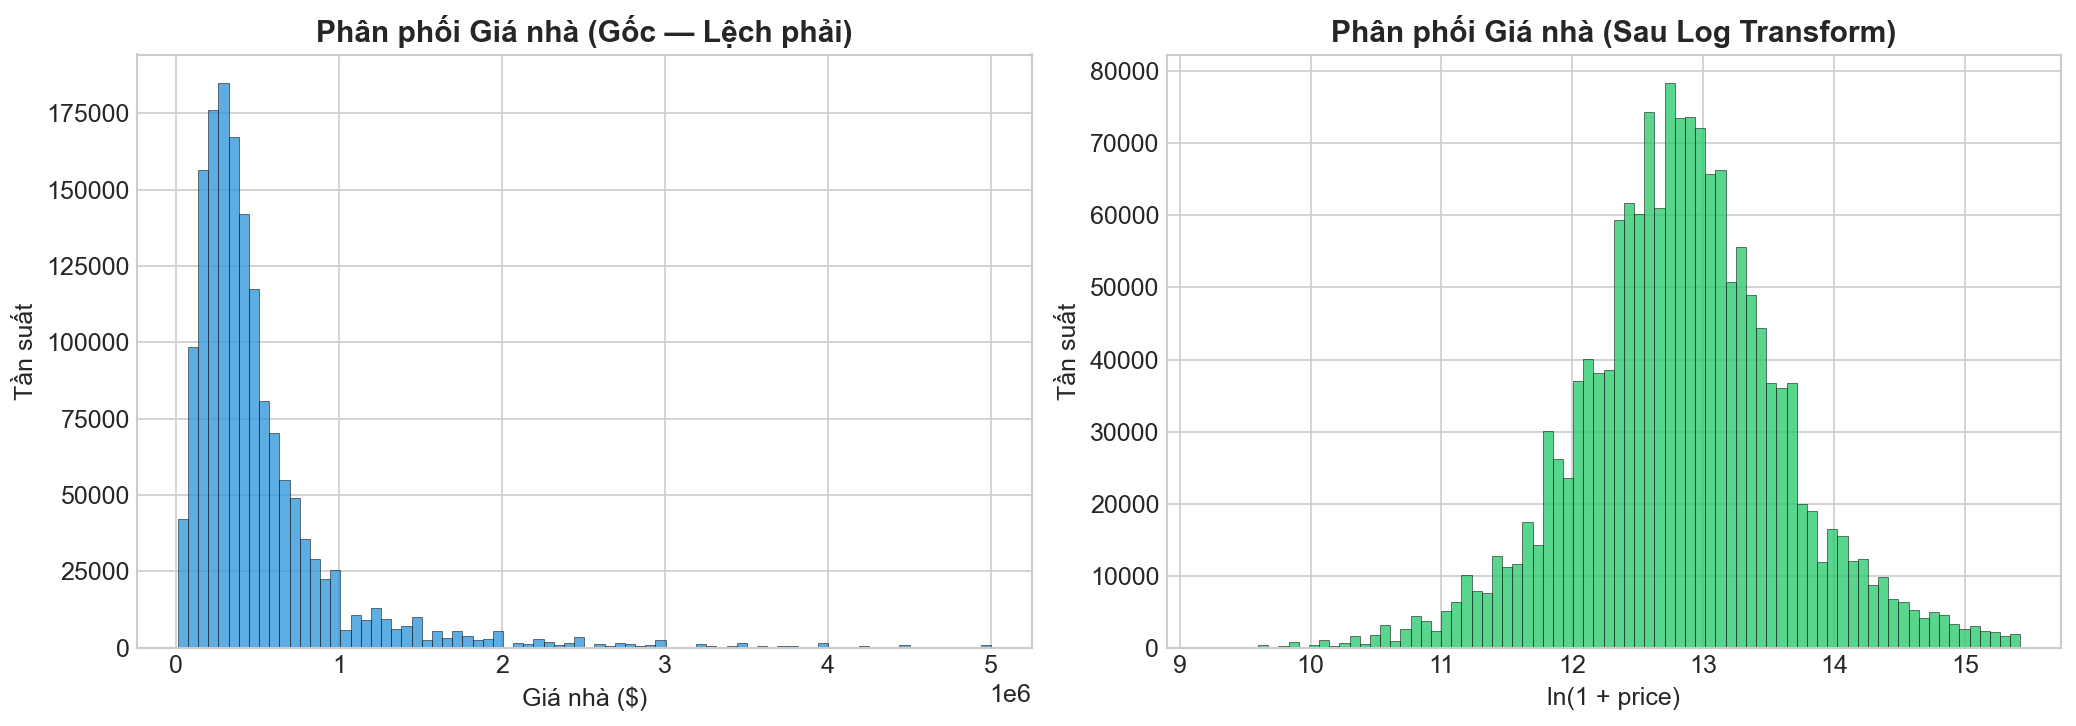 Phân phối Giá nhà (Gốc — Lệch phải)
Tần suất
175000
150000
125000
100000
75000
50000
25000
0
0 1 2 3 4 5
1e6
Giá nhà ($)
Phân phối Giá nhà (Sau Log Transform)
Tần suất
80000
70000
60000
50000
40000
30000
20000
10000
0
9 10 11 12 13 14 15
ln(1 + price)